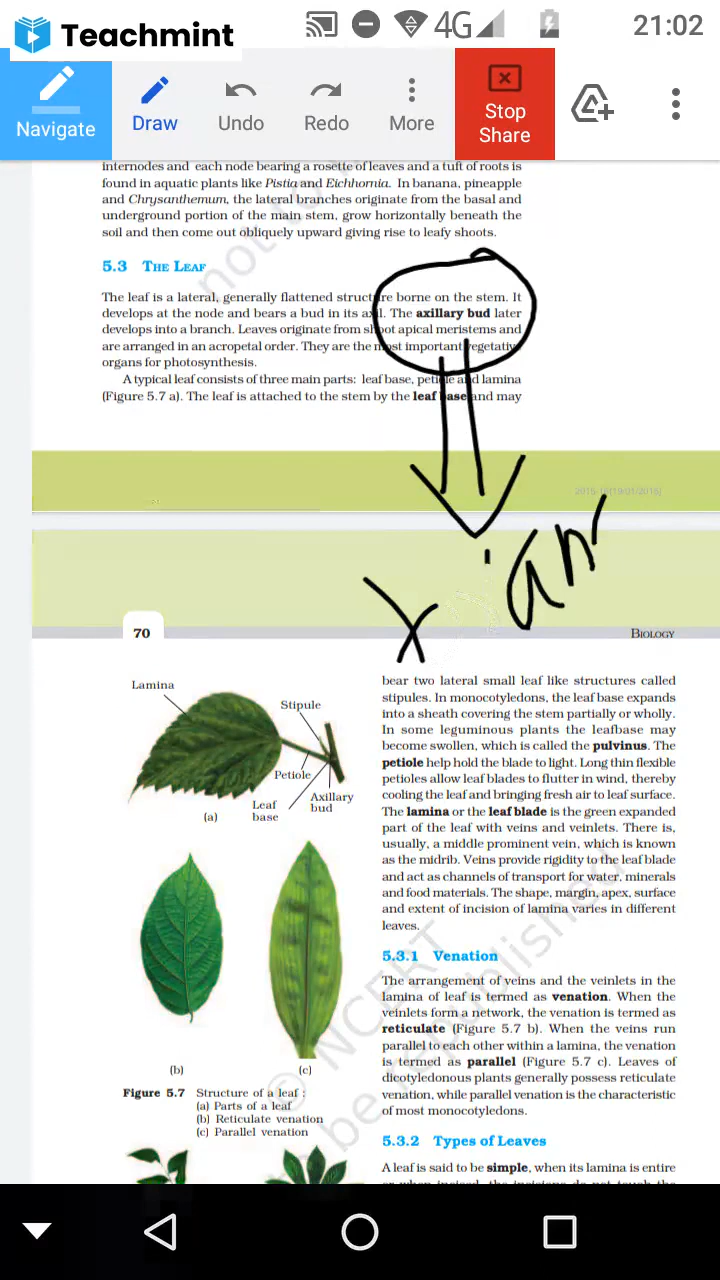 Teachmint
4G
21:02
Navigate
Draw
Undo
Redo
More
Stop
Share
internodes and each node bearing a rosette of leaves and a tuft of roots is
found in aquatic plants like Pistia and Eichhornia. In banana, pineapple
and Chrysanthemum, the lateral branches originate from the basal and
underground portion of the main stem, grow horizontally beneath the
soil and then come out obliquely upward giving rise to leafy shoots.
5.3 THE LEAF
The leaf is a lateral, generally flattened structure borne on the stem. It
develops at the node and bears a bud in its axil. The axillary bud later
develops into a branch. Leaves originate from shoot apical meristems and
are arranged in an acropetal order. They are the most important vegetative
organs for photosynthesis.
A typical leaf consists of three main parts: leaf base, petiole and lamina
(Figure 5.7 a). The leaf is attached to the stem by the leaf base and may
2015-16(19/01/2015)
70
BIOLOGY
Lamina
Stipule
Petiole
Leaf
base
Axillary
bud
(a)
(b)
(c)
Figure 5.7 Structure of a leaf :
(a) Parts of a leaf
(b) Reticulate venation
(c) Parallel venation
bear two lateral small leaf like structures called
stipules. In monocotyledons, the leaf base expands
into a sheath covering the stem partially or wholly.
In some leguminous plants the leafbase may
become swollen, which is called the pulvinus. The
petiole help hold the blade to light. Long thin flexible
petioles allow leaf blades to flutter in wind, thereby
cooling the leaf and bringing fresh air to leaf surface.
The lamina or the leaf blade is the green expanded
part of the leaf with veins and veinlets. There is,
usually, a middle prominent vein, which is known
as the midrib. Veins provide rigidity to the leaf blade
and act as channels of transport for water, minerals
and food materials. The shape, margin, apex, surface
and extent of incision of lamina varies in different
leaves.
5.3.1 Venation
The arrangement of veins and the veinlets in the
lamina of leaf is termed as venation. When the
veinlets form a network, the venation is termed as
reticulate (Figure 5.7 b). When the veins run
parallel to each other within a lamina, the venation
is termed as parallel (Figure 5.7 c). Leaves of
dicotyledonous plants generally possess reticulate
venation, while parallel venation is the characteristic
of most monocotyledons.
5.3.2 Types of Leaves
A leaf is said to be simple, when its lamina is entire
© NCERT
not to be republished